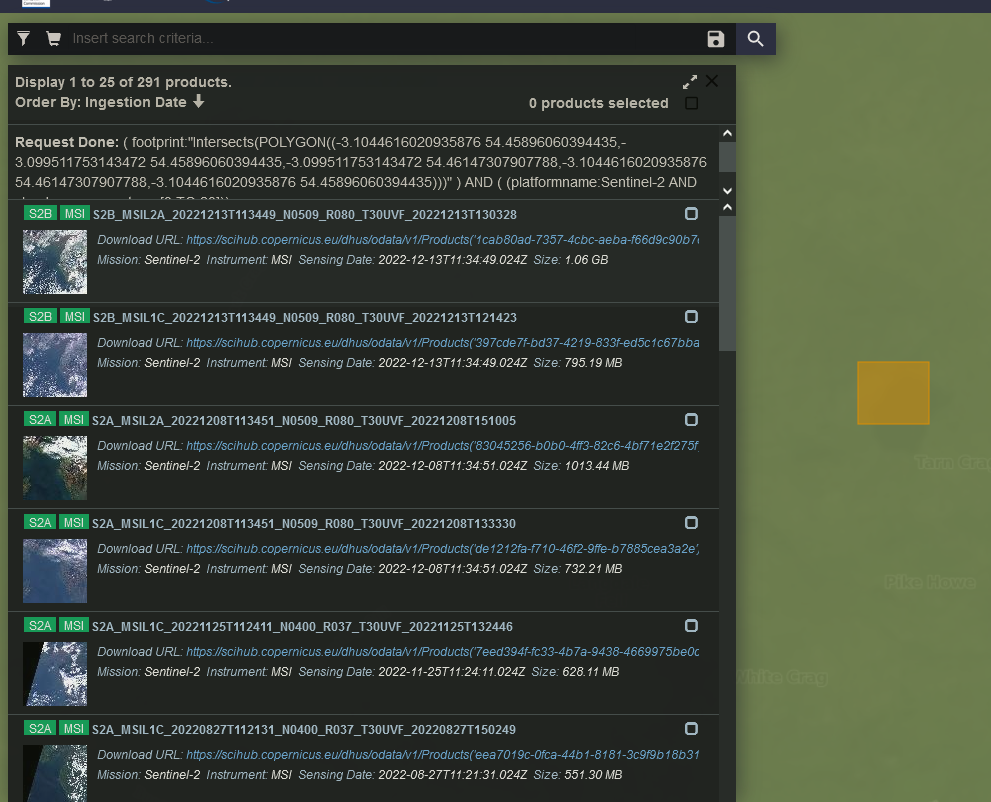 Insert search criteria...
Display 1 to 25 of 291 products.
Order By: Ingestion Date
0 products selected
Request Done: ( footprint:"Intersects(POLYGON((-3.1044616020935876 54.45896060394435,-
3.099511753143472 54.45896060394435,-3.099511753143472 54.46147307907788,-3.1044616020935876
54.46147307907788,-3.1044616020935876 54.45896060394435)))" ) AND ( (platformname:Sentinel-2 AND
S2B MSI S2B_MSIL2A_20221213T113449_N0509_R080_T30UVF_20221213T130328
Download URL: https://scihub.copernicus.eu/dhus/odata/v1/Products('1cab80ad-7357-4cbc-aeba-f66d9c90b7
Mission: Sentinel-2 Instrument: MSI Sensing Date: 2022-12-13T11:34:49.024Z Size: 1.06 GB
S2B MSI S2B_MSIL1C_20221213T113449_N0509_R080_T30UVF_20221213T121423
Download URL: https://scihub.copernicus.eu/dhus/odata/v1/Products('397cde7f-bd37-4219-833f-ed5c1c67bba
Mission: Sentinel-2 Instrument: MSI Sensing Date: 2022-12-13T11:34:49.024Z Size: 795.19 MB
S2A MSI S2A_MSIL2A_20221208T113451_N0509_R080_T30UVF_20221208T151005
Download URL: https://scihub.copernicus.eu/dhus/odata/v1/Products('83045256-b0b0-4ff3-82c6-4bf71e2f275f
Mission: Sentinel-2 Instrument: MSI Sensing Date: 2022-12-08T11:34:51.024Z Size: 1013.44 MB
S2A MSI S2A_MSIL1C_20221208T113451_N0509_R080_T30UVF_20221208T133330
Download URL: https://scihub.copernicus.eu/dhus/odata/v1/Products('de1212fa-f710-46f2-9ffe-b7885cea3a2e')
Mission: Sentinel-2 Instrument: MSI Sensing Date: 2022-12-08T11:34:51.024Z Size: 732.21 MB
S2A MSI S2A_MSIL1C_20221125T112411_N0400_R037_T30UVF_20221125T132446
Download URL: https://scihub.copernicus.eu/dhus/odata/v1/Products('7eed394f-fc33-4b7a-9438-4669975be0c
Mission: Sentinel-2 Instrument: MSI Sensing Date: 2022-11-25T11:24:11.024Z Size: 628.11 MB
S2A MSI S2A_MSIL1C_20220827T112131_N0400_R037_T30UVF_20220827T150249
Download URL: https://scihub.copernicus.eu/dhus/odata/v1/Products('eea7019c-0fca-44b1-8181-3c9f9b18b31
Mission: Sentinel-2 Instrument: MSI Sensing Date: 2022-08-27T11:21:31.024Z Size: 551.30 MB
Tarn Crag
Pike Howe
White Crag